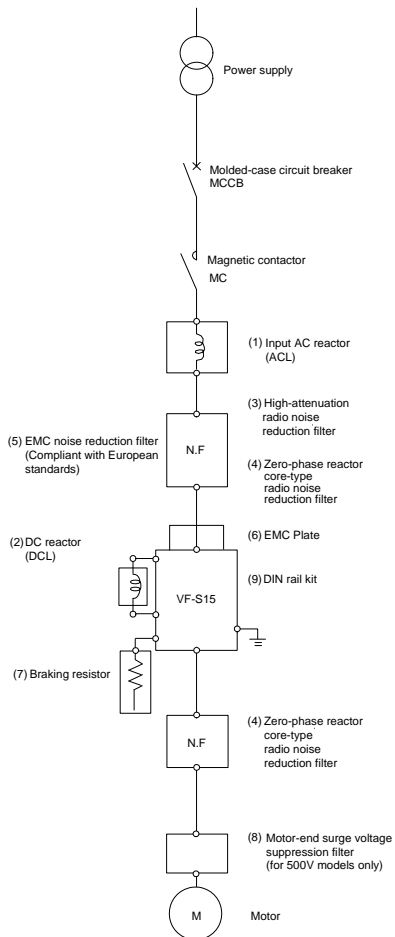 Power supply
Molded-case circuit breaker
MCCB
Magnetic contactor
MC
(1) Input AC reactor
(ACL)
(3) High-attenuation
radio noise
reduction filter
(5) EMC noise reduction filter
(Compliant with European
standards)
N.F
(4) Zero-phase reactor
core-type
radio noise
reduction filter
(6) EMC Plate
(2) DC reactor
(DCL)
(9) DIN rail kit
VF-S15
(7) Braking resistor
(4) Zero-phase reactor
core-type
radio noise
reduction filter
N.F
(8) Motor-end surge voltage
suppression filter
(for 500V models only)
M
Motor